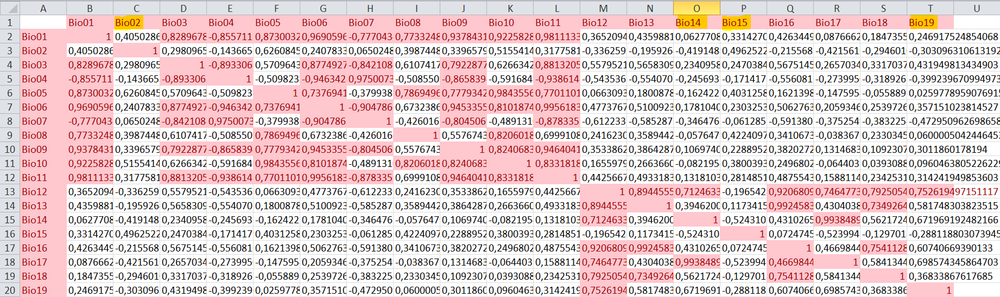 A B C D E F G H I J K L M N O P Q R S T U
1 Bio01 Bio02 Bio03 Bio04 Bio05 Bio06 Bio07 Bio08 Bio09 Bio10 Bio11 Bio12 Bio13 Bio14 Bio15 Bio16 Bio17 Bio18 Bio19
2 Bio01 1 0,4050286 0,8289678 -0,855711 0,8730032 0,9690596 -0,777043 0,7733248 0,9378431 0,9225828 0,9811133 0,3652094 0,4359881 0,0627708 0,3314270 0,4263449 0,0876662 0,1847355 0,246917524854068
3 Bio02 0,4050286 1 0,2980965 -0,143665 0,6260845 0,2407833 0,0650248 0,3987448 0,3396579 0,5155414 0,3177581 -0,336259 -0,195926 -0,419148 0,4962522 -0,215568 -0,421561 -0,294601 -0,303096310613192
4 Bio03 0,8289678 0,2980965 1 -0,893306 0,5709643 0,8774927 -0,842108 0,6107417 0,7922877 0,6266342 0,8813205 0,5579521 0,5658309 0,2340958 0,2470384 0,5675145 0,2657034 0,3317037 0,431949813434903
5 Bio04 -0,855711 -0,143665 -0,893306 1 -0,509823 -0,946342 0,9750073 -0,508550 -0,865839 -0,591684 -0,938614 -0,543536 -0,554070 -0,245693 -0,171417 -0,556081 -0,273995 -0,318926 -0,399239670994973
6 Bio05 0,8730032 0,6260845 0,5709643 -0,509823 1 0,7376941 -0,379938 0,7869496 0,7779342 0,9843556 0,7701101 0,0663093 0,1800878 -0,162422 0,4031258 0,1621398 -0,147595 -0,055889 0,0259778959076915
7 Bio06 0,9690596 0,2407833 0,8774927 -0,946342 0,7376941 1 -0,904786 0,6732386 0,9453355 0,8101874 0,9956183 0,4773767 0,5100923 0,1781040 0,2303253 0,5062763 0,2059346 0,2539726 0,357151023814527
8 Bio07 -0,777043 0,0650248 -0,842108 0,9750073 -0,379938 -0,904786 1 -0,426016 -0,804506 -0,489131 -0,878335 -0,612233 -0,585287 -0,346476 -0,061285 -0,591380 -0,375254 -0,383225 -0,472950962698658
9 Bio08 0,7733248 0,3987448 0,6107417 -0,508550 0,7869496 0,6732386 -0,426016 1 0,5576743 0,8206018 0,6999108 0,2416230 0,3589442 -0,057647 0,4224097 0,3410673 -0,038367 0,2330345 0,0600005042446453
10 Bio09 0,9378431 0,3396579 0,7922877 -0,865839 0,7779342 0,9453355 -0,804506 0,5576743 1 0,8240683 0,9464041 0,3533862 0,3864287 0,1069740 0,2288952 0,3820272 0,1314683 0,1092307 0,3011860178194
11 Bio10 0,9225828 0,5155414 0,6266342 -0,591684 0,9843556 0,8101874 -0,489131 0,8206018 0,8240683 1 0,8331818 0,1655979 0,2663660 -0,082195 0,3800393 0,2496802 -0,064403 0,0393088 0,0960463805226229
12 Bio11 0,9811133 0,3177581 0,8813205 -0,938614 0,7701101 0,9956183 -0,878335 0,6999108 0,9464041 0,8331818 1 0,4425667 0,4933183 0,1318103 0,2814851 0,4875543 0,1588114 0,2342531 0,314241949853603
13 Bio12 0,3652094 -0,336259 0,5579521 -0,543536 0,0663093 0,4773767 -0,612233 0,2416230 0,3533862 0,1655979 0,4425667 1 0,8944555 0,7124633 -0,196542 0,9206809 0,7464773 0,7925054 0,752619497151117
14 Bio13 0,4359881 -0,195926 0,5658309 -0,554070 0,1800878 0,5100923 -0,585287 0,3589442 0,3864287 0,2663660 0,4933183 0,8944555 1 0,3946200 0,1173415 0,9924583 0,4304038 0,7349264 0,581748303823515
15 Bio14 0,0627708 -0,419148 0,2340958 -0,245693 -0,162422 0,1781040 -0,346476 -0,057647 0,1069740 -0,082195 0,1318103 0,7124633 0,3946200 1 -0,524310 0,4310265 0,9938489 0,5621724 0,671969192482166
16 Bio15 0,3314270 0,4962522 0,2470384 -0,171417 0,4031258 0,2303253 -0,061285 0,4224097 0,2288952 0,3800393 0,2814851 -0,196542 0,1173415 -0,524310 1 0,0724745 -0,523994 -0,129701 -0,288118803073945
17 Bio16 0,4263449 -0,215568 0,5675145 -0,556081 0,1621398 0,5062763 -0,591380 0,3410673 0,3820272 0,2496802 0,4875543 0,9206809 0,9924583 0,4310265 0,0724745 1 0,4669844 0,7541128 0,60740669390133
18 Bio17 0,0876662 -0,421561 0,2657034 -0,273995 -0,147595 0,2059346 -0,375254 -0,038367 0,1314683 -0,064403 0,1588114 0,7464773 0,4304038 0,9938489 -0,523994 0,4669844 1 0,5841344 0,698574345864703
19 Bio18 0,1847355 -0,294601 0,3317037 -0,318926 -0,055889 0,2539726 -0,383225 0,2330345 0,1092307 0,0393088 0,2342531 0,7925054 0,7349264 0,5621724 -0,129701 0,7541128 0,5841344 1 0,36833867617685
20 Bio19 0,2469175 -0,303096 0,4319498 -0,399239 0,0259778 0,3571510 -0,472950 0,0600005 0,3011860 0,0960463 0,3142419 0,7526194 0,5817483 0,6719691 -0,288118 0,6074066 0,6985743 0,3683386 1